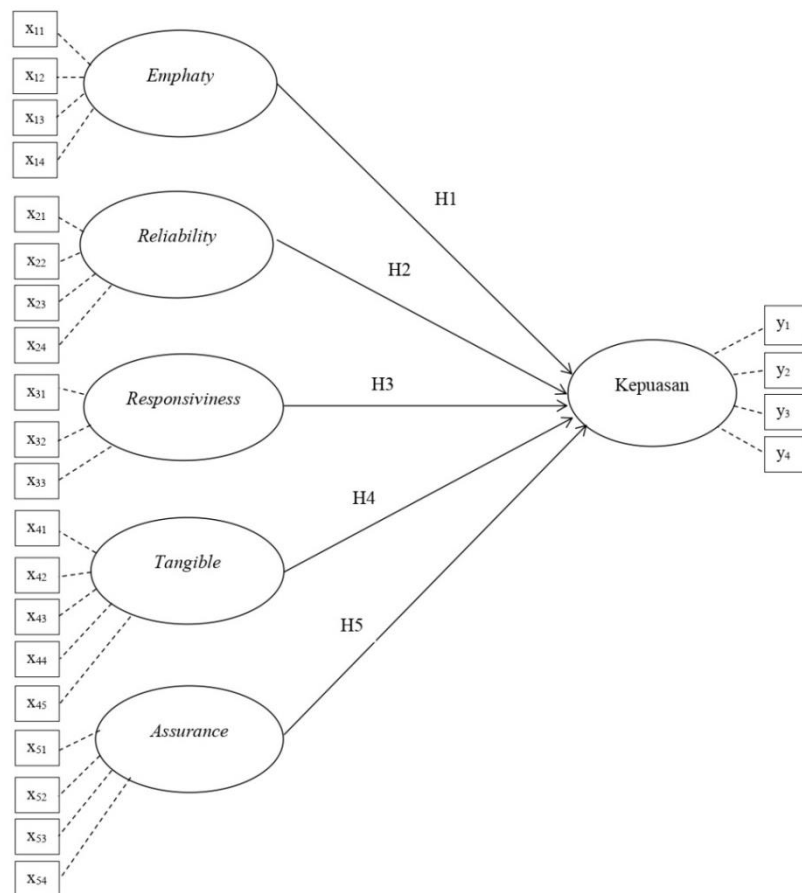 x₁₁
x₁₂
x₁₃
x₁₄
Emphaty
H1
x₂₁
x₂₂
x₂₃
x₂₄
Reliability
H2
x₃₁
x₃₂
x₃₃
Responsiviness
H3
Kepuasan
y₁
y₂
y₃
y₄
x₄₁
x₄₂
x₄₃
x₄₄
x₄₅
Tangible
H4
x₅₁
x₅₂
x₅₃
x₅₄
Assurance
H5